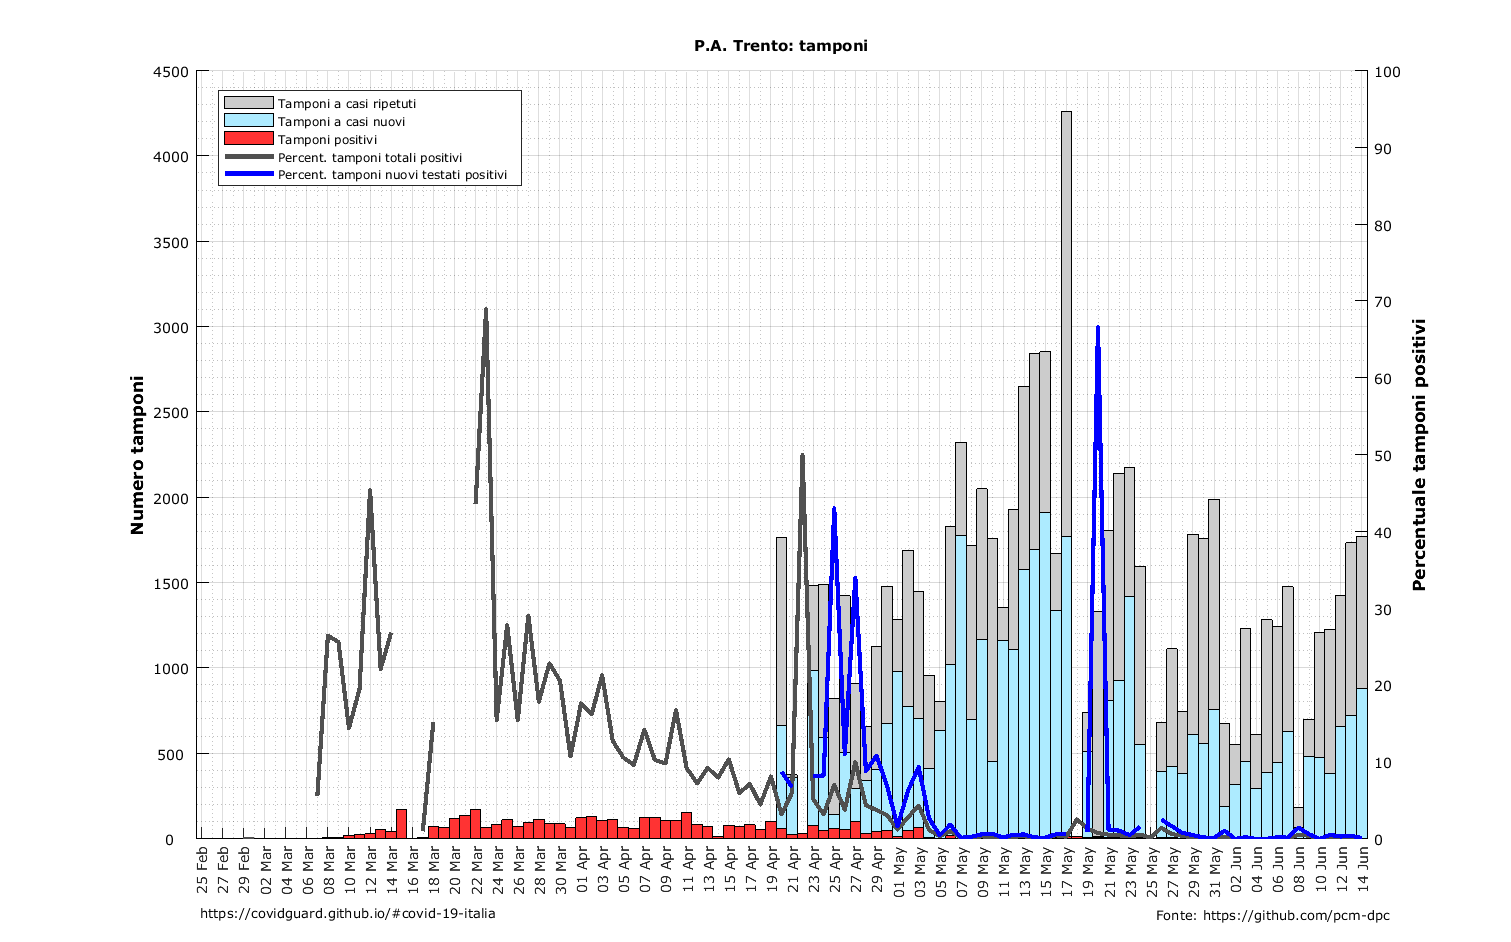 P.A. Trento: tamponi
4500
4000
3500
3000
2500
2000
1500
1000
500
0
100
90
80
70
60
50
40
30
20
10
0
Tamponi a casi ripetuti
Tamponi a casi nuovi
Tamponi positivi
Percent. tamponi totali positivi
Percent. tamponi nuovi testati positivi
Numero tamponi
Percentuale tamponi positivi
25 Feb
27 Feb
29 Feb
02 Mar
04 Mar
06 Mar
08 Mar
10 Mar
12 Mar
14 Mar
16 Mar
18 Mar
20 Mar
22 Mar
24 Mar
26 Mar
28 Mar
30 Mar
01 Apr
03 Apr
05 Apr
07 Apr
09 Apr
11 Apr
13 Apr
15 Apr
17 Apr
19 Apr
21 Apr
23 Apr
25 Apr
27 Apr
29 Apr
01 May
03 May
05 May
07 May
09 May
11 May
13 May
15 May
17 May
19 May
21 May
23 May
25 May
27 May
29 May
31 May
02 Jun
04 Jun
06 Jun
08 Jun
10 Jun
12 Jun
14 Jun
https://covidguard.github.io/#covid-19-italia
Fonte: https://github.com/pcm-dpc